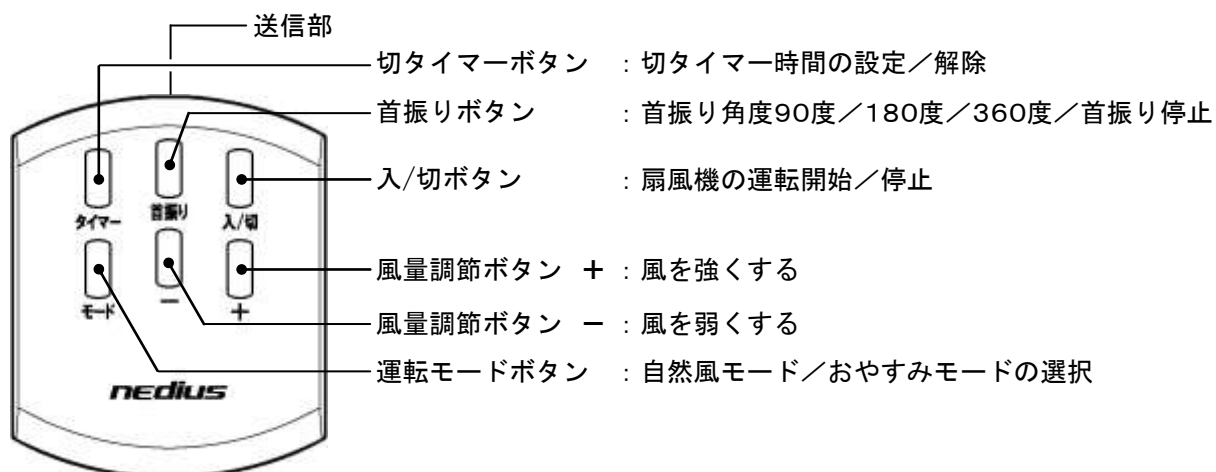 送信部
切タイマーボタン :切タイマー時間の設定/解除
首振りボタン :首振り角度90度/180度/360度/首振り停止
入/切ボタン :扇風機の運転開始/停止
風量調節ボタン + :風を強くする
風量調節ボタン - :風を弱くする
運転モードボタン :自然風モード/おやすみモードの選択
タイマー 首振り 入/切
モード - +
nedius